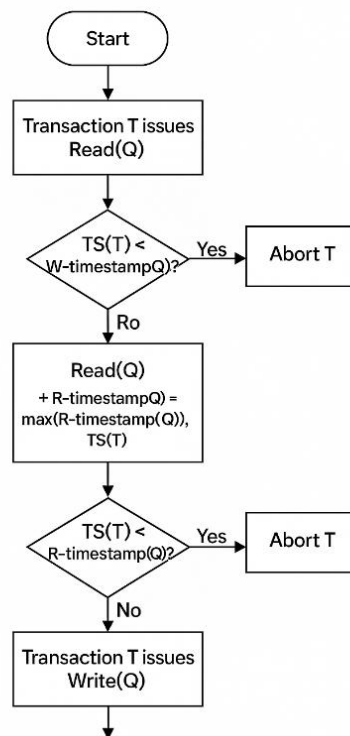 Start
Transaction T issues
Read(Q)
TS(T) <
W-timestampQ)?
Yes
Abort T
Ro
Read(Q)
+ R-timestampQ) =
max(R-timestamp(Q)),
TS(T)
TS(T) <
R-timestamp(Q)?
Yes
Abort T
No
Transaction T issues
Write(Q)